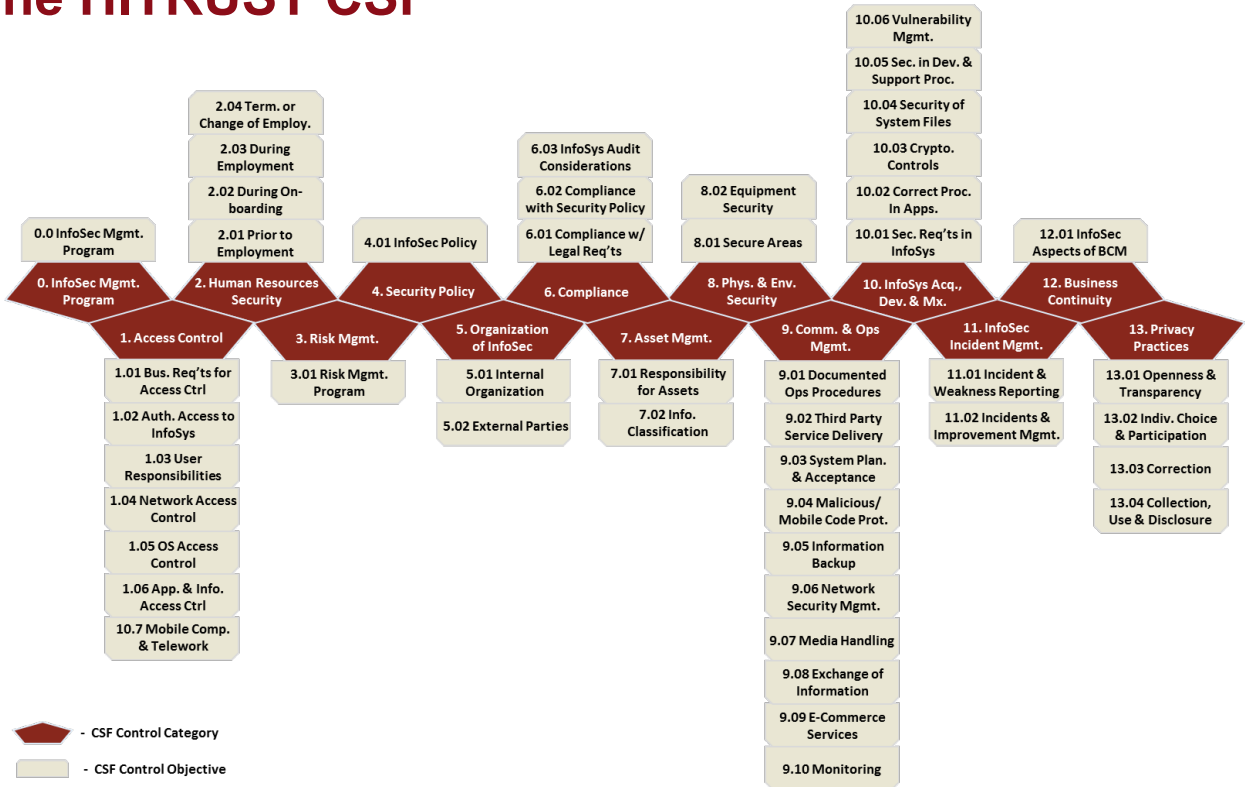 The HITRUST CSF
10.06 Vulnerability
Mgmt.
10.05 Sec. in Dev. &
Support Proc.
10.04 Security of
System Files
10.03 Crypto.
Controls
10.02 Correct Proc.
In Apps.
10.01 Sec. Req'ts in
InfoSys
2.04 Term. or
Change of Employ.
2.03 During
Employment
2.02 During On-
boarding
2.01 Prior to
Employment
6.03 InfoSys Audit
Considerations
6.02 Compliance
with Security Policy
6.01 Compliance w/
Legal Req'ts
8.02 Equipment
Security
8.01 Secure Areas
0.0 InfoSec Mgmt.
Program
4.01 InfoSec Policy
12.01 InfoSec
Aspects of BCM
0. InfoSec Mgmt.
Program
2. Human Resources
Security
4. Security Policy
6. Compliance
8. Phys. & Env.
Security
10. InfoSys Acq.,
Dev. & Mx.
12. Business
Continuity
1. Access Control
3. Risk Mgmt.
5. Organization
of InfoSec
7. Asset Mgmt.
9. Comm. & Ops
Mgmt.
11. InfoSec
Incident Mgmt.
13. Privacy
Practices
1.01 Bus. Req'ts for
Access Ctrl
1.02 Auth. Access to
InfoSys
1.03 User
Responsibilities
1.04 Network Access
Control
1.05 OS Access
Control
1.06 App. & Info.
Access Ctrl
10.7 Mobile Comp.
& Telework
3.01 Risk Mgmt.
Program
5.01 Internal
Organization
5.02 External Parties
7.01 Responsibility
for Assets
7.02 Info.
Classification
9.01 Documented
Ops Procedures
9.02 Third Party
Service Delivery
9.03 System Plan.
& Acceptance
9.04 Malicious/
Mobile Code Prot.
9.05 Information
Backup
9.06 Network
Security Mgmt.
9.07 Media Handling
9.08 Exchange of
Information
9.09 E-Commerce
Services
9.10 Monitoring
11.01 Incident &
Weakness Reporting
11.02 Incidents &
Improvement Mgmt.
13.01 Openness &
Transparency
13.02 Indiv. Choice
& Participation
13.03 Correction
13.04 Collection,
Use & Disclosure
- CSF Control Category
- CSF Control Objective